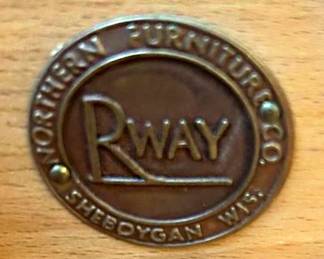 NORTHERN FURNITURE CO.
RWAY
SHEBOYGAN WIS.